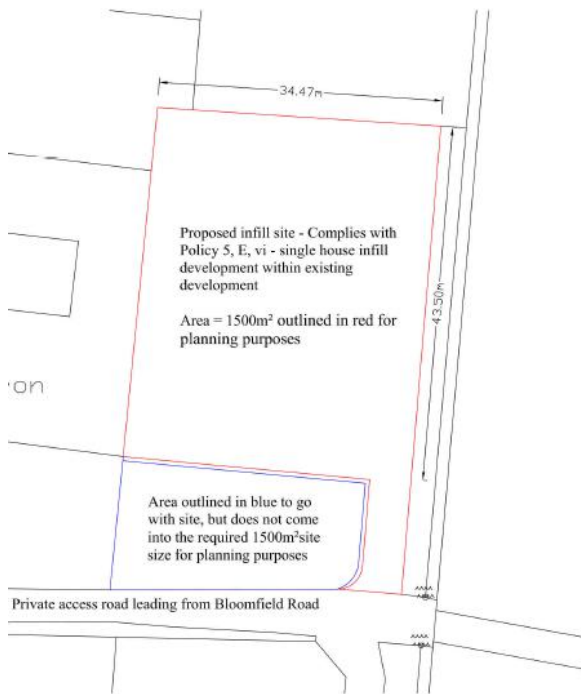 34.47m
Proposed infill site - Complies with
Policy 5, E, vi - single house infill
development within existing
development
Area = 1500m² outlined in red for
planning purposes
43.50m
on
Area outlined in blue to go
with site, but does not come
into the required 1500m²site
size for planning purposes
Private access road leading from Bloomfield Road